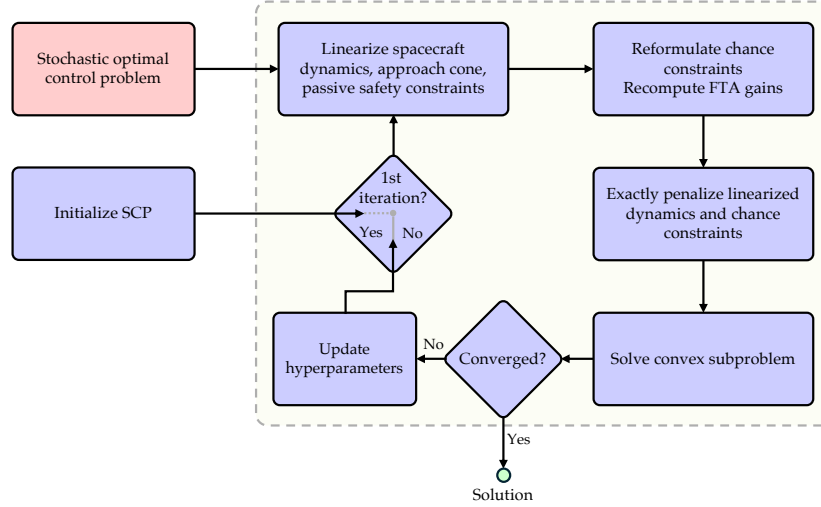 Stochastic optimal
control problem
Linearize spacecraft
dynamics, approach cone,
passive safety constraints
Reformulate chance
constraints
Recompute FTA gains
Initialize SCP
1st
iteration?
Yes
No
Exactly penalize linearized
dynamics and chance
constraints
Update
hyperparameters
No
Converged?
Solve convex subproblem
Yes
Solution